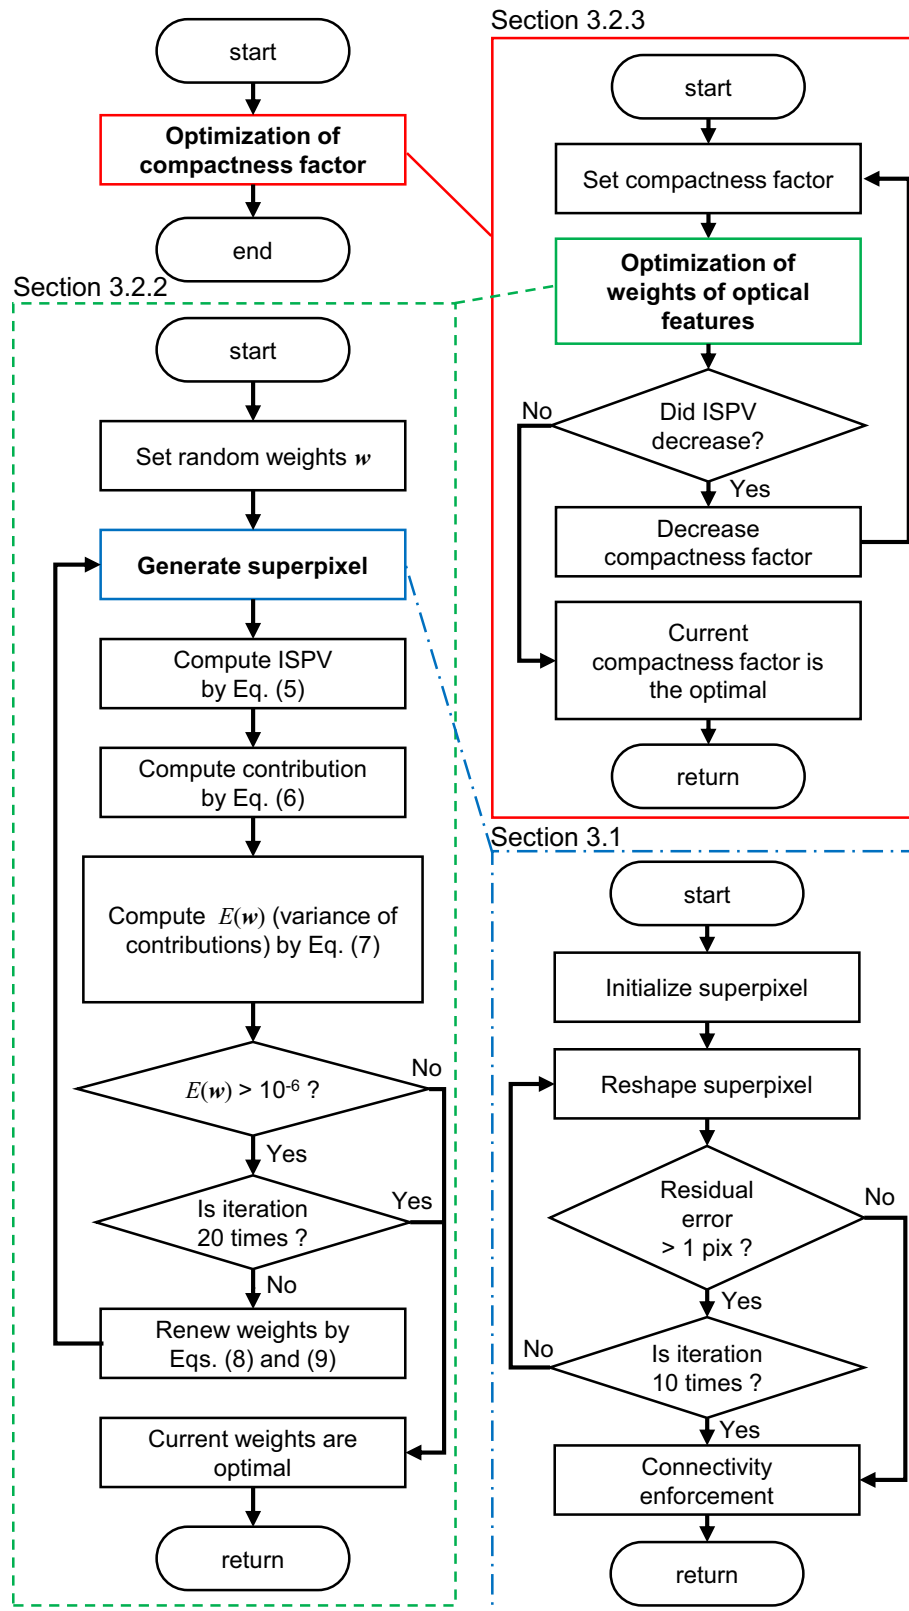 start
Optimization of
compactness factor
end
Section 3.2.3
start
Set compactness factor
Optimization of
weights of optical
features
Did ISPV
decrease?
No
Yes
Decrease
compactness factor
Current
compactness factor is
the optimal
return
Section 3.2.2
start
Set random weights w
Generate superpixel
Compute ISPV
by Eq. (5)
Compute contribution
by Eq. (6)
Compute E(w) (variance of
contributions) by Eq. (7)
E(w) > 10⁻⁶ ?
No
Yes
Is iteration
20 times ?
Yes
No
Renew weights by
Eqs. (8) and (9)
Current weights are
optimal
return
Section 3.1
start
Initialize superpixel
Reshape superpixel
Residual
error
> 1 pix ?
No
Yes
Is iteration
10 times ?
No
Yes
Connectivity
enforcement
return